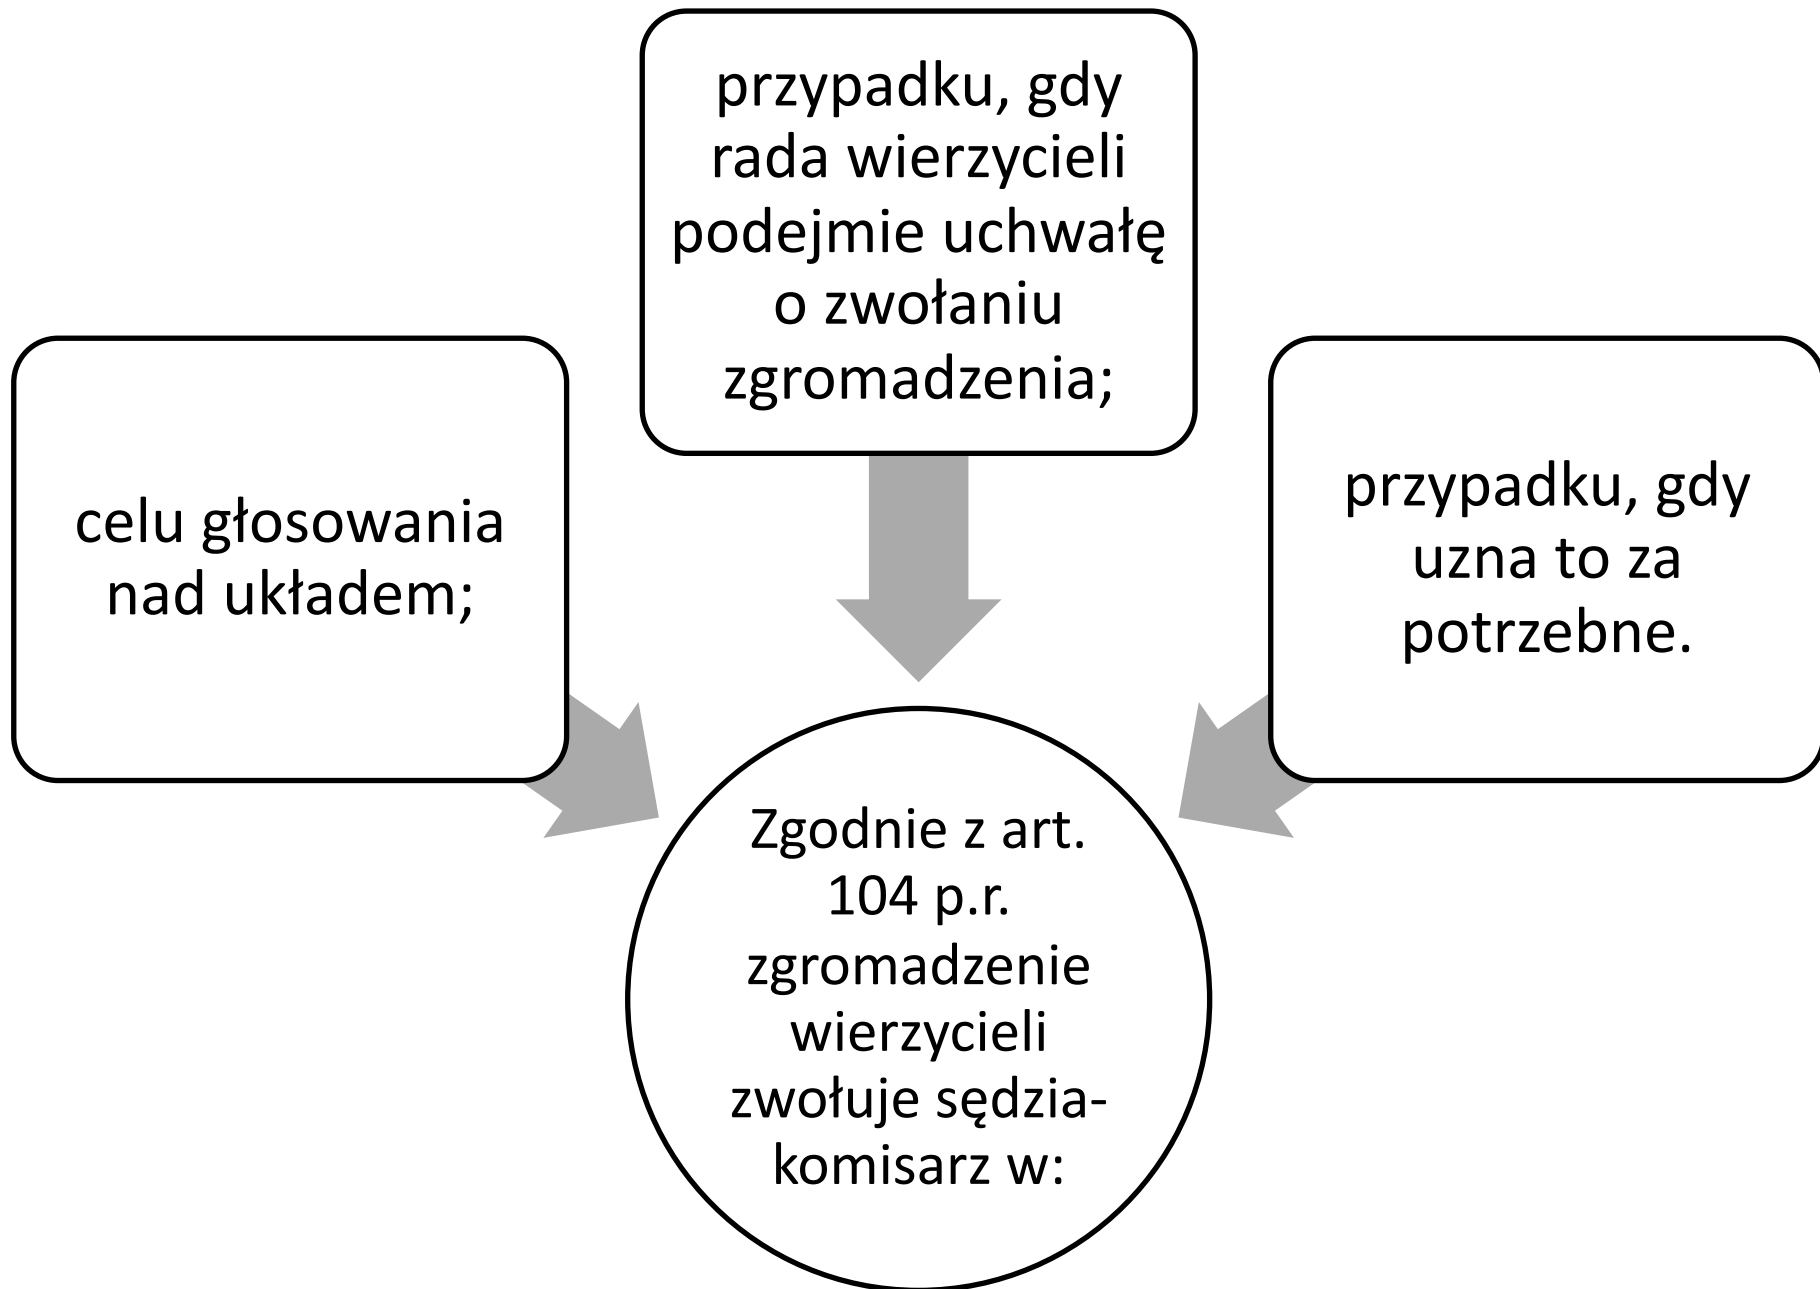 przypadku, gdy
rada wierzycieli
podejmie uchwałę
o zwołaniu
zgromadzenia;
celu głosowania
nad układem;
przypadku, gdy
uzna to za
potrzebne.
Zgodnie z art.
104 p.r.
zgromadzenie
wierzycieli
zwołuje sędzia-
komisarz w: